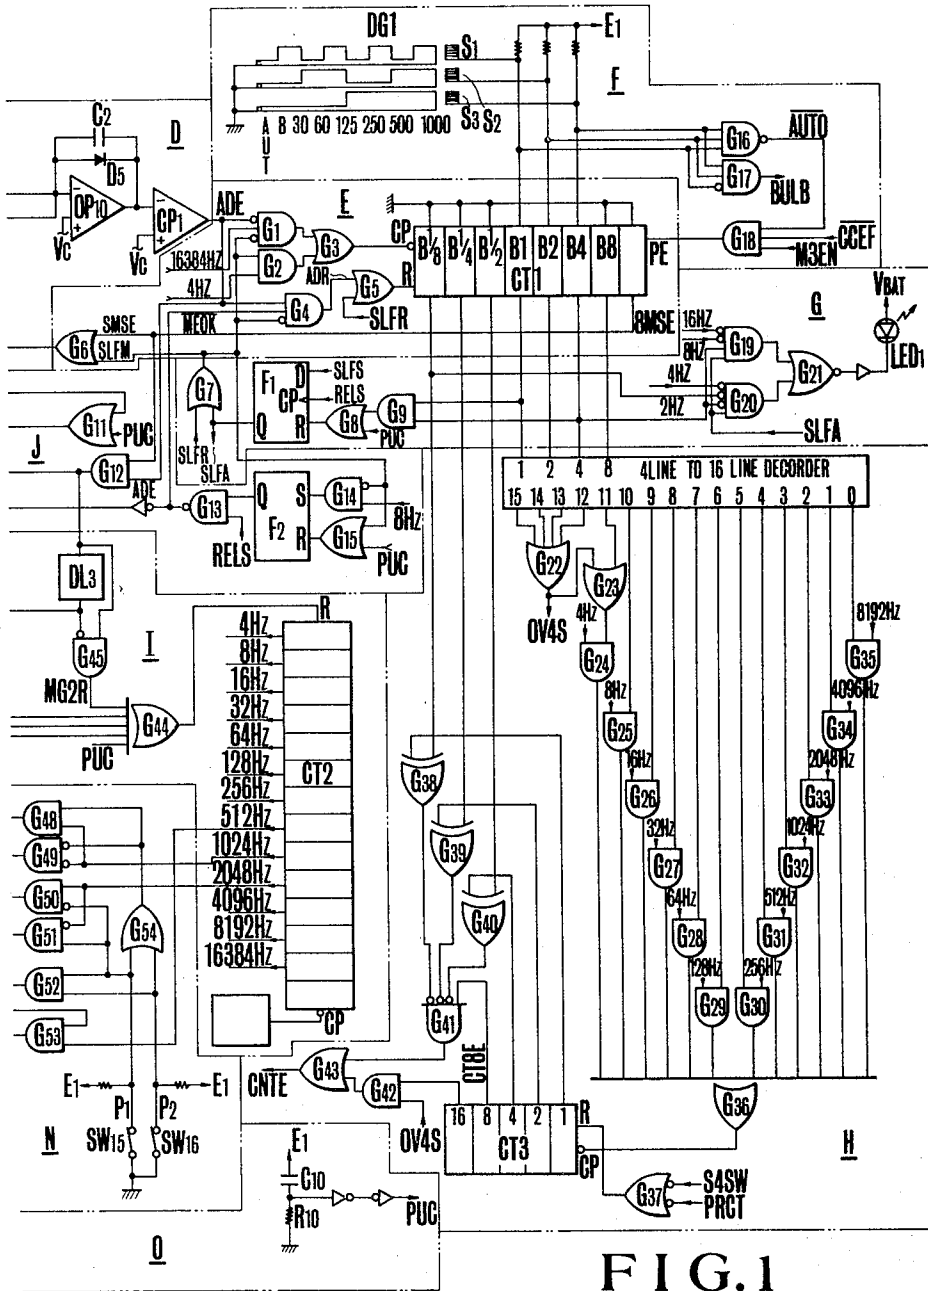 DG1
E1
S1
S2
S3
F
A U T B 30 60 125 250 500 1000
C2
D
D5
OP10
VC
CP1
VC
ADE
E
G16
AUTO
G17
BULB
G18
CCEF
M3EN
16384HZ
4HZ
G1
G2
G3
ADR
G4
G5
SLFR
CP
R
B1/8 B1/4 B1/2 B1 B2 B4 B8
CT1
PE
G
VBAT
LED1
G6
SMSE
SLFM
MEOK
8MSE
16HZ
8HZ
G19
4HZ
2HZ
G20
G21
SLFA
G7
SLFR
SLFA
F1
D
CP
Q
R
SLFS
RELS
G8
PUC
G9
G11
PUC
J
G12
ADE
G13
RELS
Q
S
F2
R
G14
8HZ
G15
PUC
1 2 4 8
4LINE TO 16 LINE DECORDER
15 14 13 12 11 10 9 8 7 6 5 4 3 2 1 0
DL3
G45
I
MG2R
G44
PUC
R
4HZ
8HZ
16HZ
32HZ
64HZ
128HZ
256HZ
512HZ
1024HZ
2048HZ
4096HZ
8192HZ
16384HZ
CT2
CP
G22
G23
OV4S
4HZ
G24
8HZ
G25
16HZ
G26
32HZ
G27
64HZ
G28
128HZ
G29
256HZ
G30
512HZ
G31
1024HZ
G32
2048HZ
G33
4096HZ
G34
8192HZ
G35
G38
G39
G40
G41
CT8E
G48
G49
G50
G51
G52
G53
G54
E1
E1
P1
P2
N
SW15
SW16
CNTE
G43
G42
OV4S
16 8 4 2 1
CT3
R
CP
G36
H
G37
S4SW
PRCT
E1
C10
R10
PUC
O
FIG.1